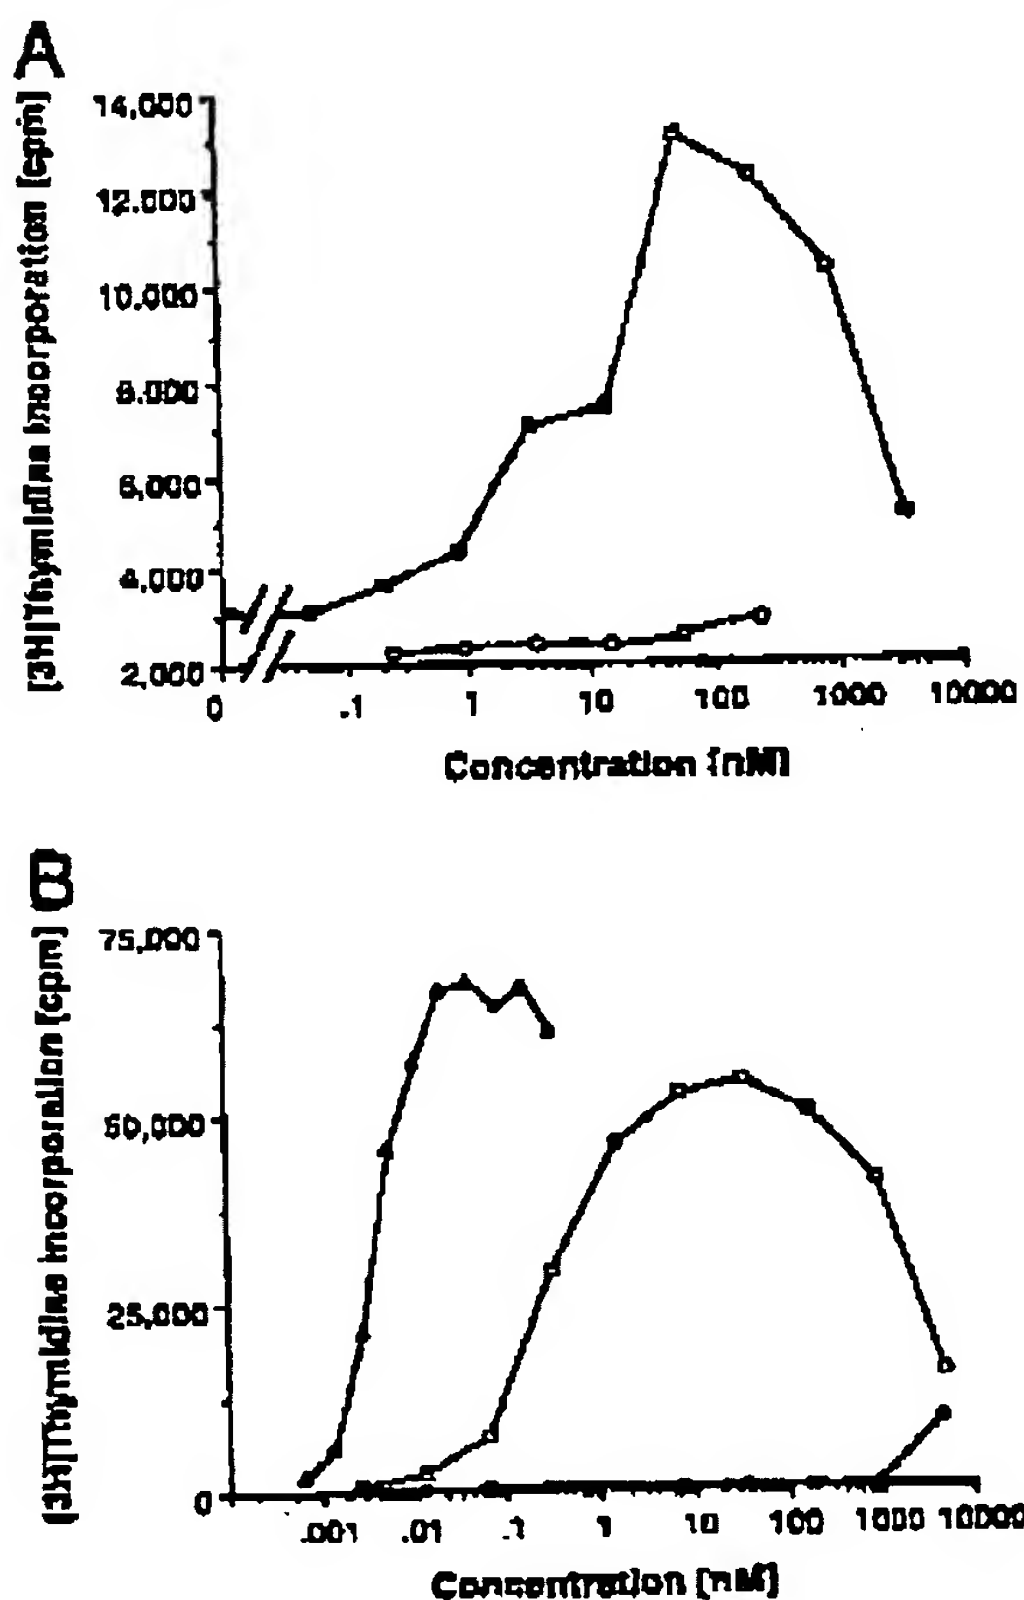 A
[3H]Thymidine incorporation [cpm]
14,000
12.000
10.000
8.000
6,000
4,000
2,000
0 .1 1 10 100 1000 10000
Concentration [nM]
B
[3H]Thymidine incorporation [cpm]
75,000
50,000
25,000
0
.001 .01 .1 1 10 100 1000 10000
Concentration [nM]